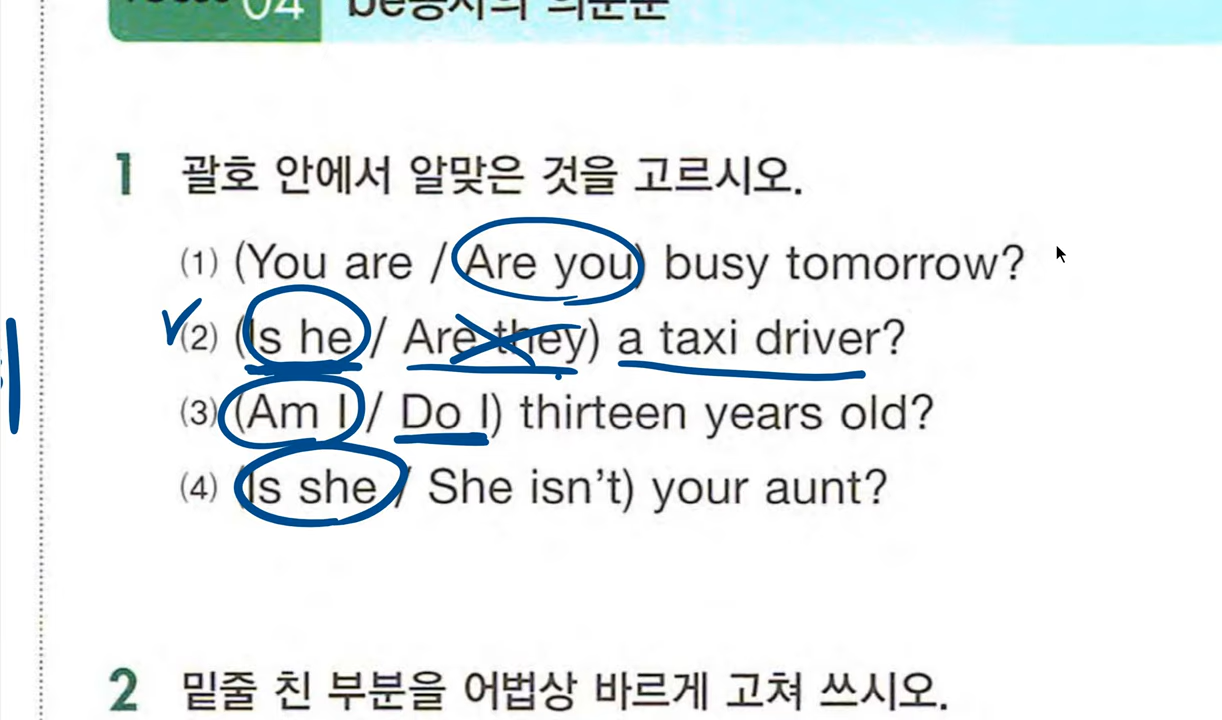 04 be동사의 의문문
1 괄호 안에서 알맞은 것을 고르시오.
(1) (You are / Are you) busy tomorrow?
(2) (Is he / Are they) a taxi driver?
(3) (Am I / Do I) thirteen years old?
(4) (Is she / She isn't) your aunt?
2 밑줄 친 부분을 어법상 바르게 고쳐 쓰시오.